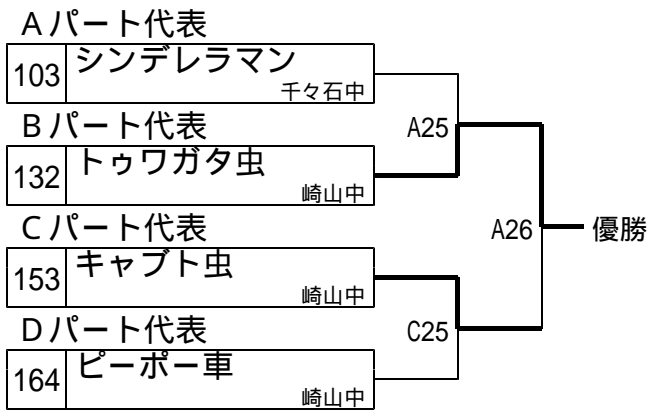 Aパート代表
103 シンデレラマン
千々石中
Bパート代表
A25
132 トゥワガタ虫
崎山中
Cパート代表
A26 優勝
153 キャブト虫
崎山中
Dパート代表
C25
164 ピーポー車
崎山中